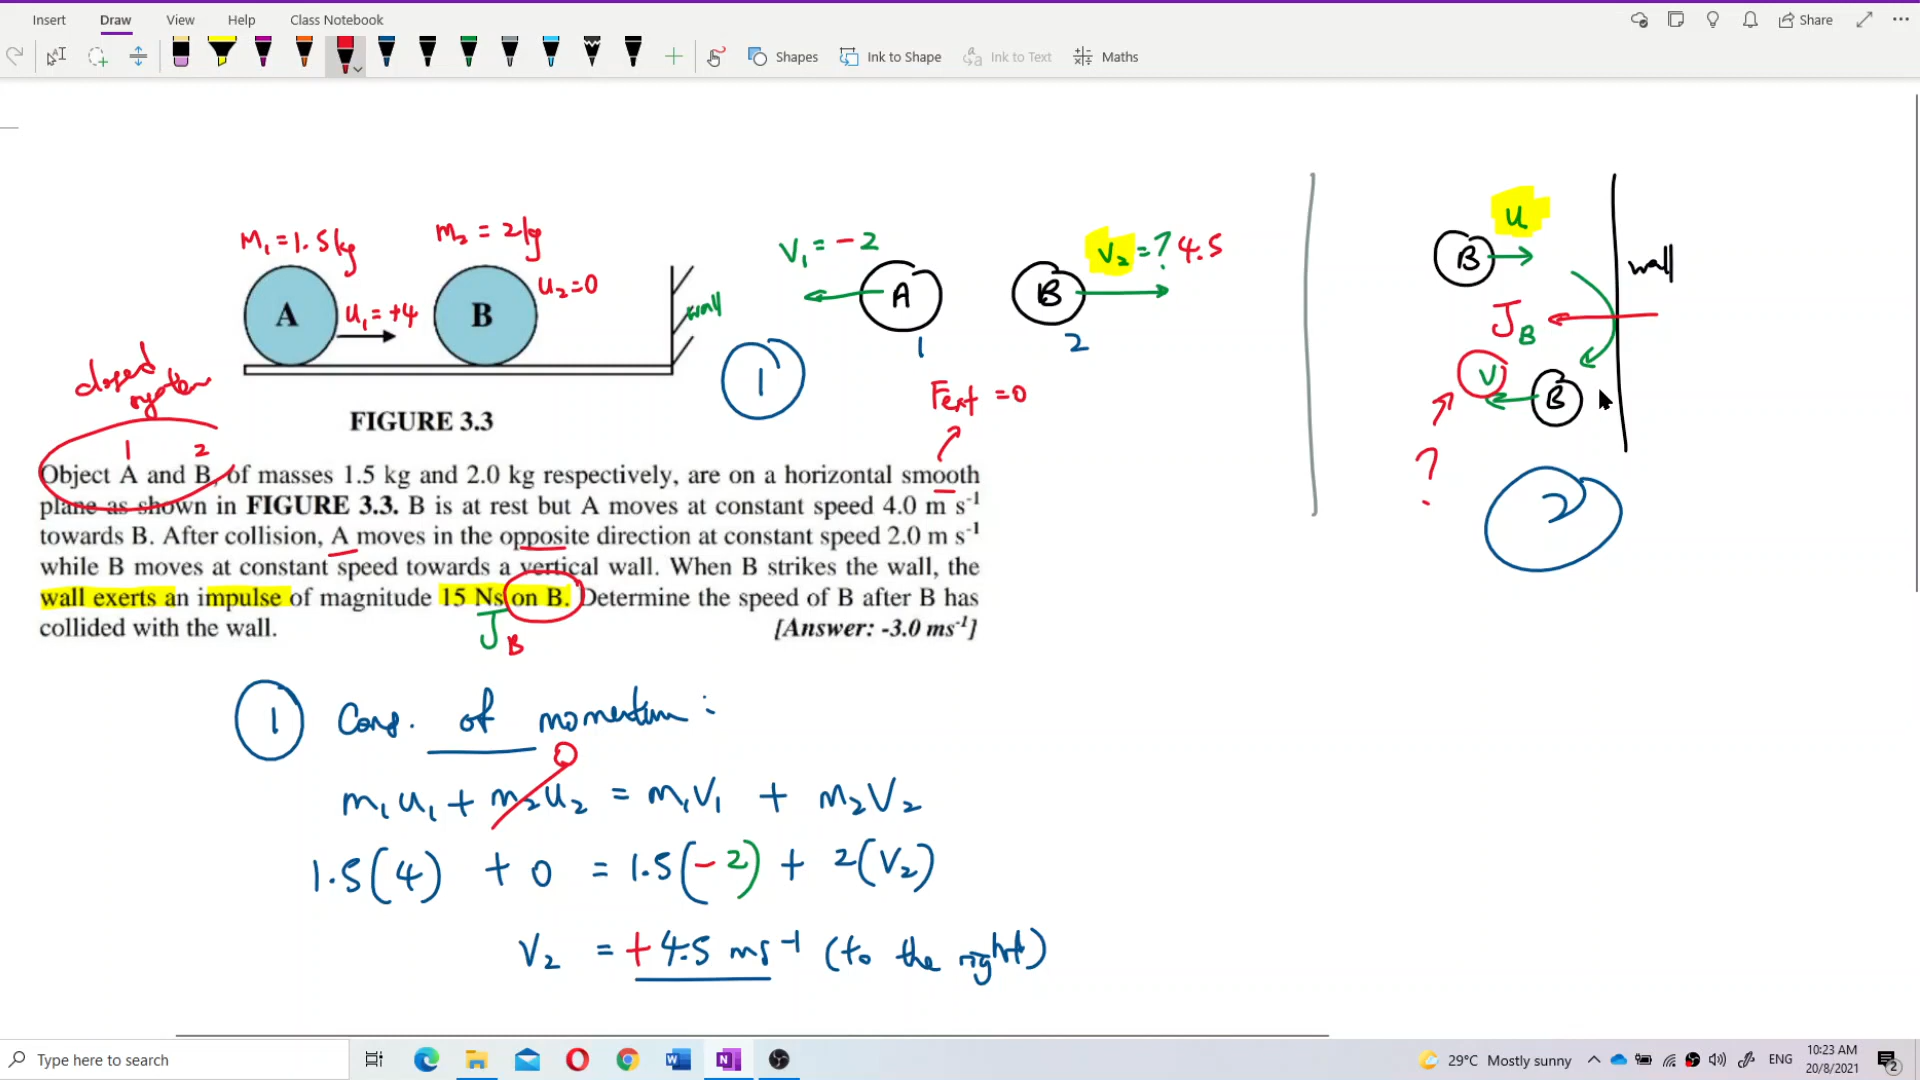 Insert Draw View Help Class Notebook
Share
Shapes Ink to Shape Ink to Text Maths
M₁ = 1.5 kg
m₂ = 2 kg
A
u₁ = +4
B
u₂ = 0
wall
V₁ = -2
A
1
B
2
V₂ = ? 4.5
1
Fext = 0
u
B
wall
J_B
V
B
?
2
closed
system
FIGURE 3.3
1 2
Object A and B, of masses 1.5 kg and 2.0 kg respectively, are on a horizontal smooth
plane as shown in FIGURE 3.3. B is at rest but A moves at constant speed 4.0 m s⁻¹
towards B. After collision, A moves in the opposite direction at constant speed 2.0 m s⁻¹
while B moves at constant speed towards a vertical wall. When B strikes the wall, the
wall exerts an impulse of magnitude 15 Ns on B. Determine the speed of B after B has
collided with the wall. [Answer: -3.0 ms⁻¹]
J_B
1 Cons. of momentum :
0
m₁u₁ + m₂u₂ = m₁V₁ + m₂V₂
1.5(4) + 0 = 1.5(-2) + 2(V₂)
V₂ = +4.5 ms⁻¹ (to the right)
Type here to search
29°C Mostly sunny
ENG
10:23 AM
20/8/2021
2